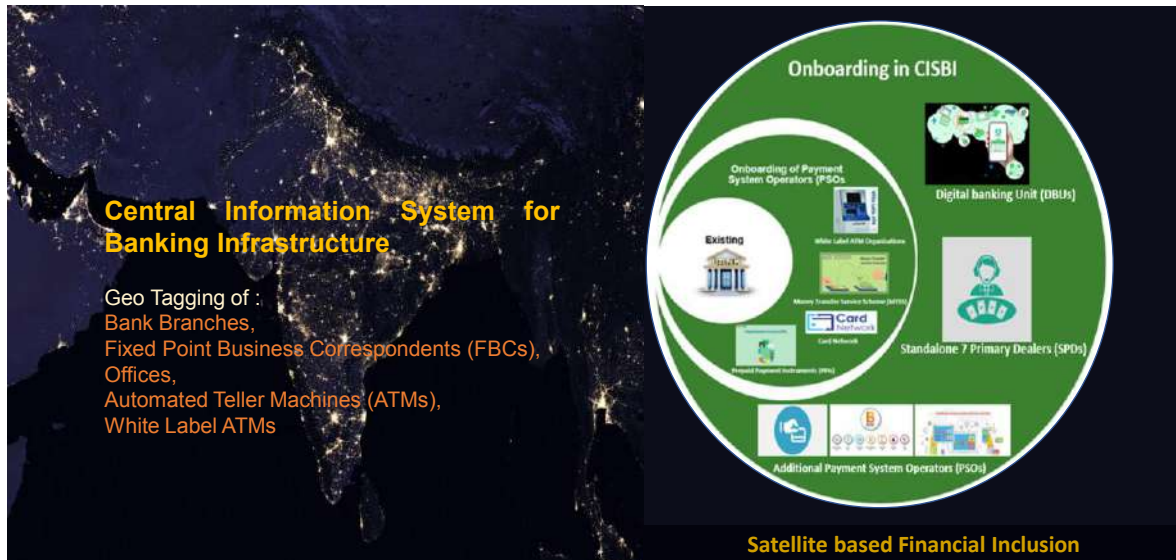 Central Information System for
Banking Infrastructure
Geo Tagging of :
Bank Branches,
Fixed Point Business Correspondents (FBCs),
Offices,
Automated Teller Machines (ATMs),
White Label ATMs
Onboarding in CISBI
Digital banking Unit (DBUs)
Onboarding of Payment
System Operators (PSOs
Existing
White Label ATM Organisations
Money Transfer Service Scheme (MTSS)
Card
Network
Card Network
Prepaid Payment Instruments (PPIs)
Standalone 7 Primary Dealers (SPDs)
Additional Payment System Operators (PSOs)
Satellite based Financial Inclusion